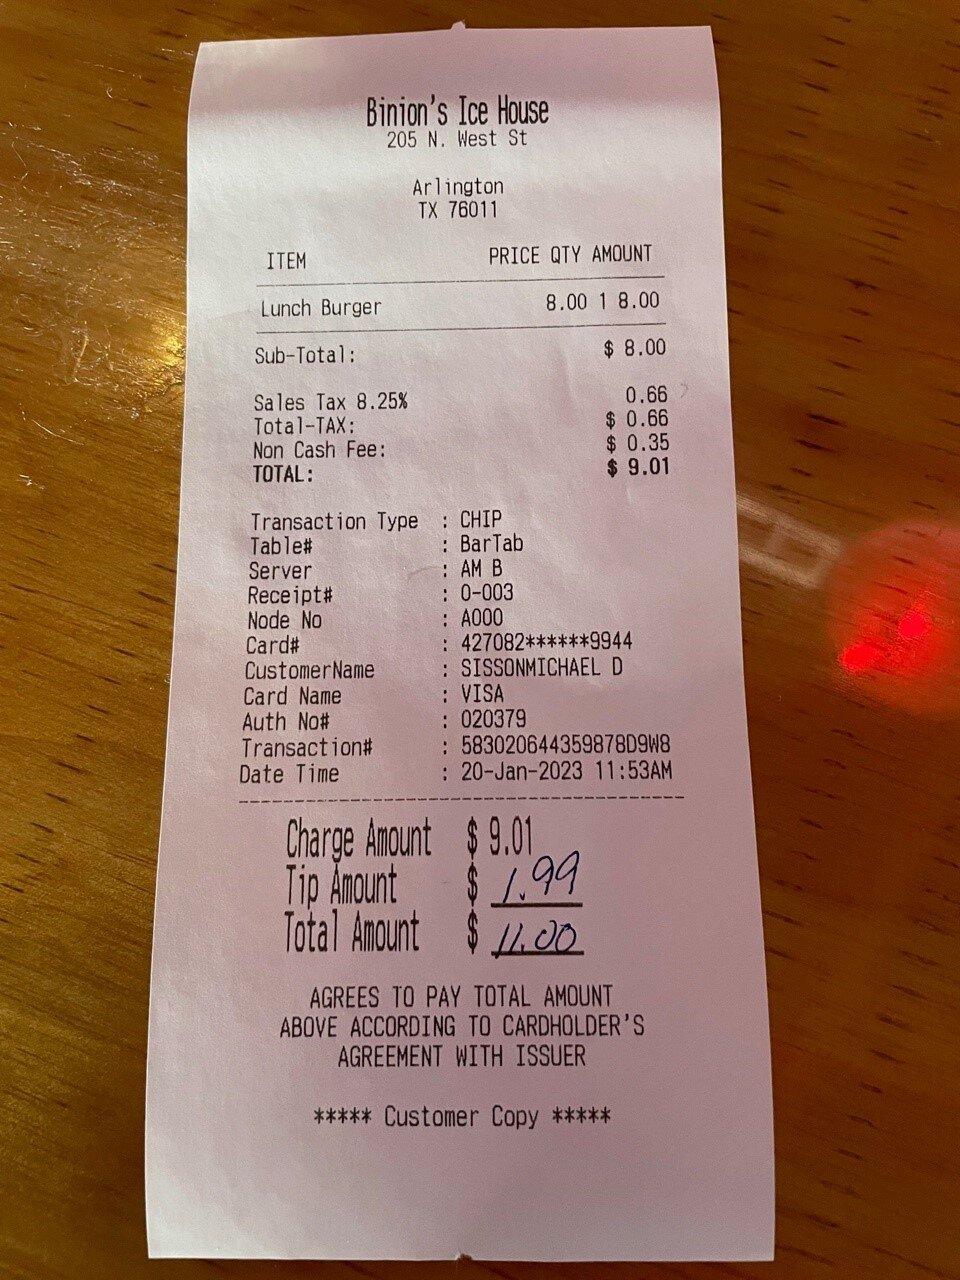 Binion's Ice House
205 N. West St
Arlington
TX 76011
ITEM PRICE QTY AMOUNT
Lunch Burger 8.00 1 8.00
Sub-Total: $ 8.00
Sales Tax 8.25% 0.66
Total-TAX: $ 0.66
Non Cash Fee: $ 0.35
TOTAL: $ 9.01
Transaction Type : CHIP
Table# : BarTab
Server : AM B
Receipt# : O-003
Node No : A000
Card# : 427082******9944
CustomerName : SISSONMICHAEL D
Card Name : VISA
Auth No# : 020379
Transaction# : 583020644359878D9W8
Date Time : 20-Jan-2023 11:53AM
Charge Amount $ 9.01
Tip Amount $ 1.99
Total Amount $ 11.00
AGREES TO PAY TOTAL AMOUNT
ABOVE ACCORDING TO CARDHOLDER'S
AGREEMENT WITH ISSUER
***** Customer Copy *****